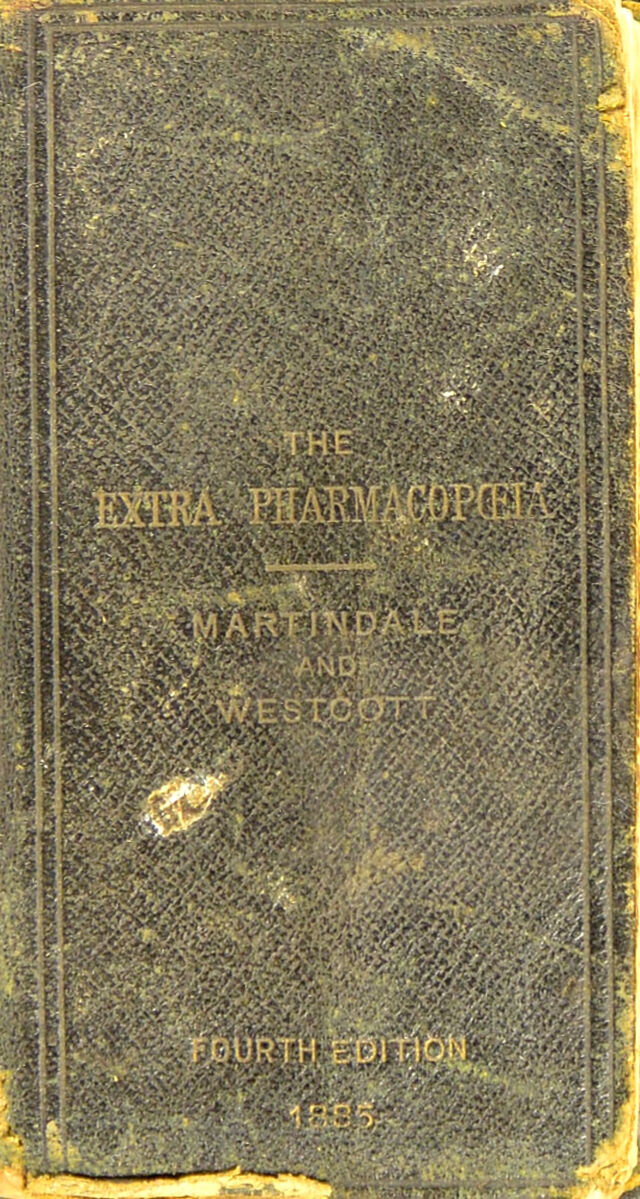 THE
EXTRA PHARMACOPŒIA
MARTINDALE
AND
WESTCOTT
FOURTH EDITION
1885